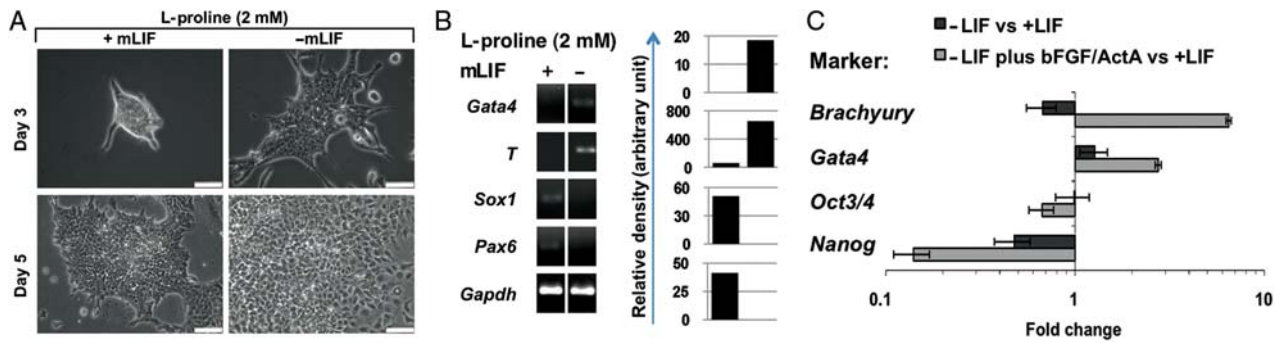 A
L-proline (2 mM)
+ mLIF
−mLIF
Day 3
Day 5
B
L-proline (2 mM)
mLIF + −
Gata4
T
Sox1
Pax6
Gapdh
Relative density (arbitrary unit)
20
10
0
800
400
0
60
30
0
50
25
0
C
– LIF vs +LIF
Marker:
– LIF plus bFGF/ActA vs +LIF
Brachyury
Gata4
Oct3/4
Nanog
0.1
1
10
Fold change